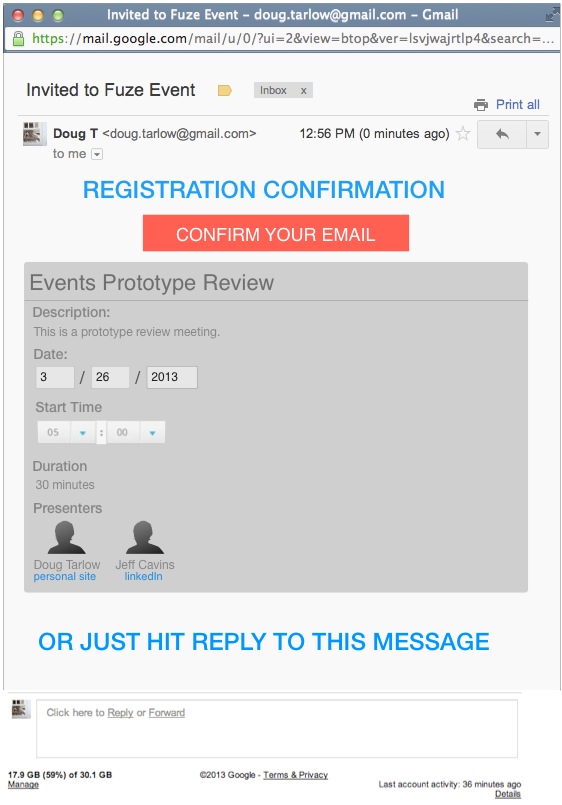 Invited to Fuze Event – doug.tarlow@gmail.com – Gmail
https://mail.google.com/mail/u/0/?ui=2&view=btop&ver=lsvjwajrtlp4&search=...
Invited to Fuze Event Inbox x
Print all
Doug T <doug.tarlow@gmail.com> 12:56 PM (0 minutes ago)
to me
REGISTRATION CONFIRMATION
CONFIRM YOUR EMAIL
Events Prototype Review
Description:
This is a prototype review meeting.
Date:
3 / 26 / 2013
Start Time
05 : 00
Duration
30 minutes
Presenters
Doug Tarlow Jeff Cavins
personal site linkedIn
OR JUST HIT REPLY TO THIS MESSAGE
Click here to Reply or Forward
17.9 GB (59%) of 30.1 GB ©2013 Google - Terms & Privacy
Manage Last account activity: 36 minutes ago
Details